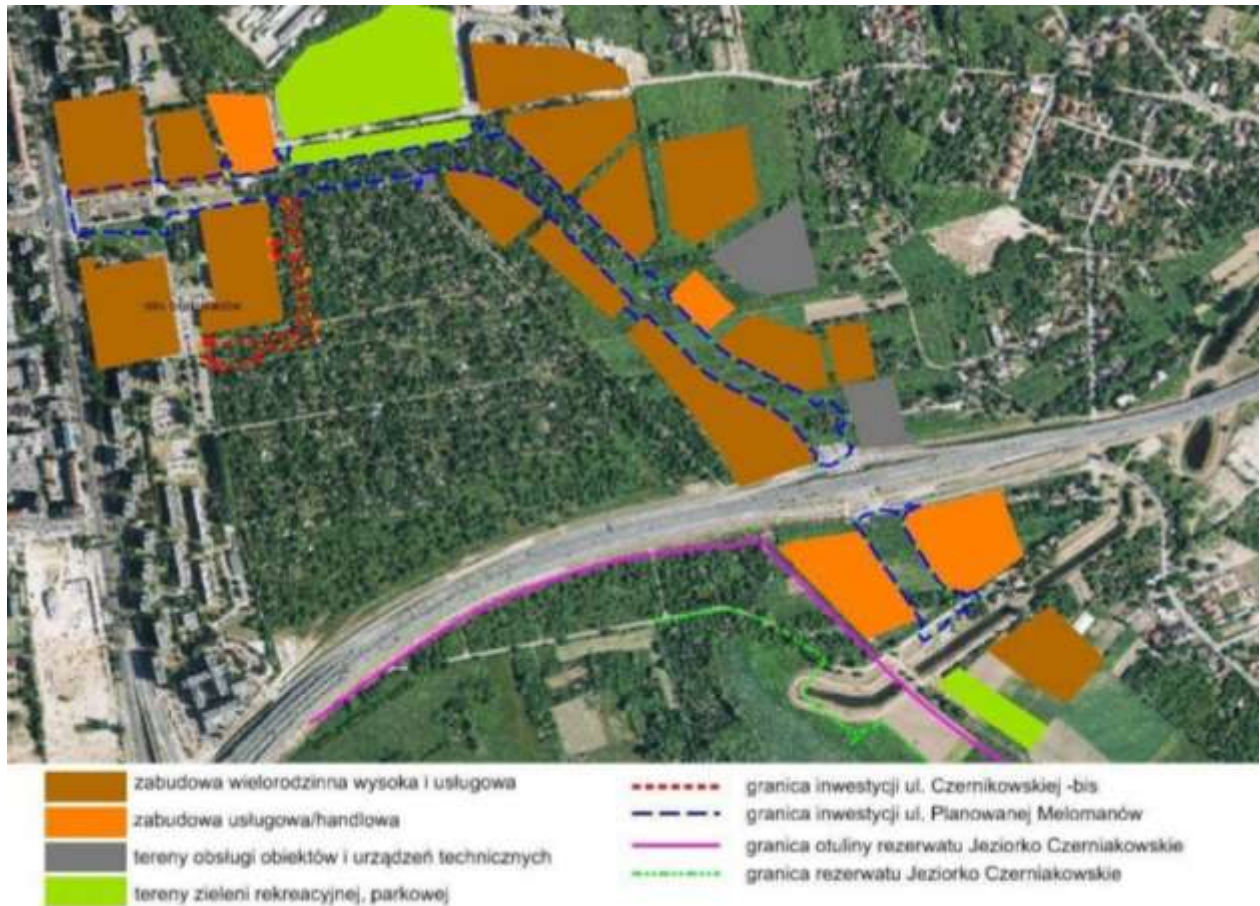 zabudowa wielorodzinna wysoka i usługowa
zabudowa usługowa/handlowa
tereny obsługi obiektów i urządzeń technicznych
tereny zieleni rekreacyjnej, parkowej
granica inwestycji ul. Czernikowskiej -bis
granica inwestycji ul. Planowanej Melomanów
granica otuliny rezerwatu Jeziorko Czerniakowskie
granica rezerwatu Jeziorko Czerniakowskie